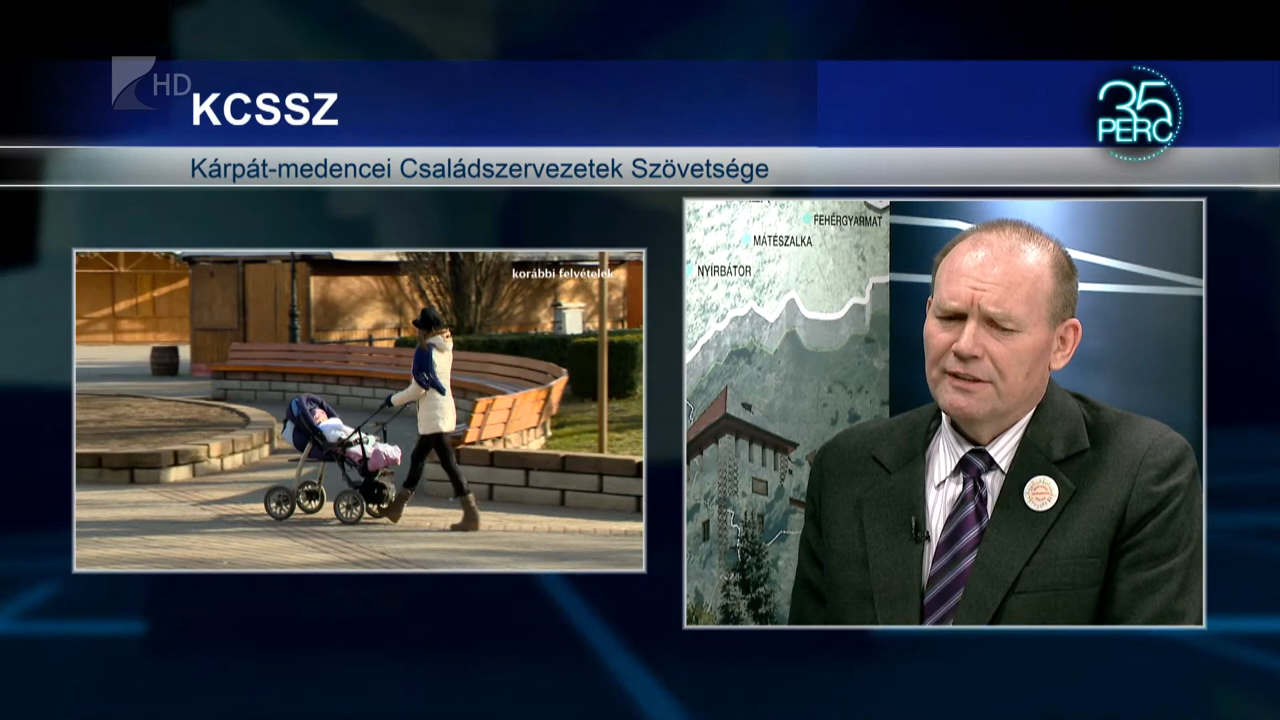 HD
KCSSZ
35
PERC
Kárpát-medencei Családszervezetek Szövetsége
korábbi felvételek
FEHÉRGYARMAT
MÁTÉSZALKA
NYÍRBÁTOR